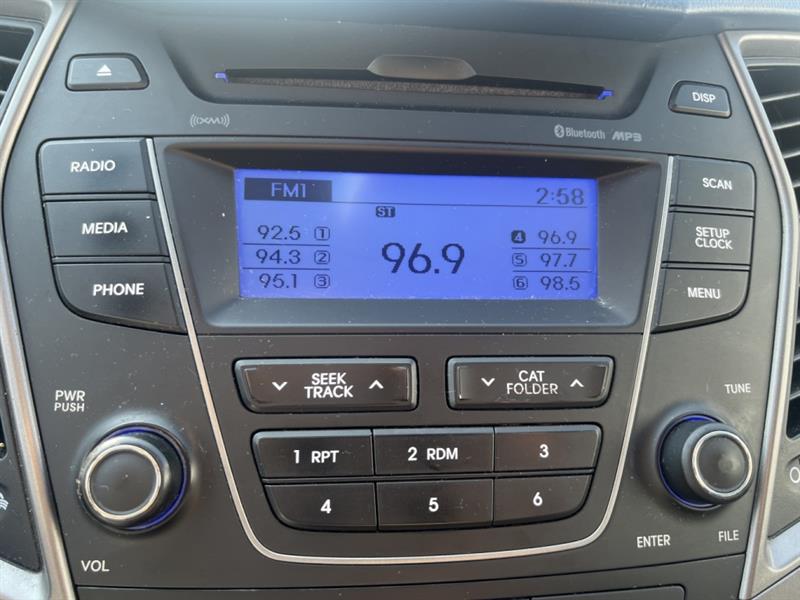 DISP
((XM))
Bluetooth MP3
RADIO
MEDIA
PHONE
FM1
2:58
ST
92.5 1
94.3 2
95.1 3
96.9
4 96.9
5 97.7
6 98.5
SCAN
SETUP
CLOCK
MENU
SEEK
TRACK
CAT
FOLDER
PWR
PUSH
TUNE
1 RPT
2 RDM
3
4
5
6
VOL
ENTER
FILE